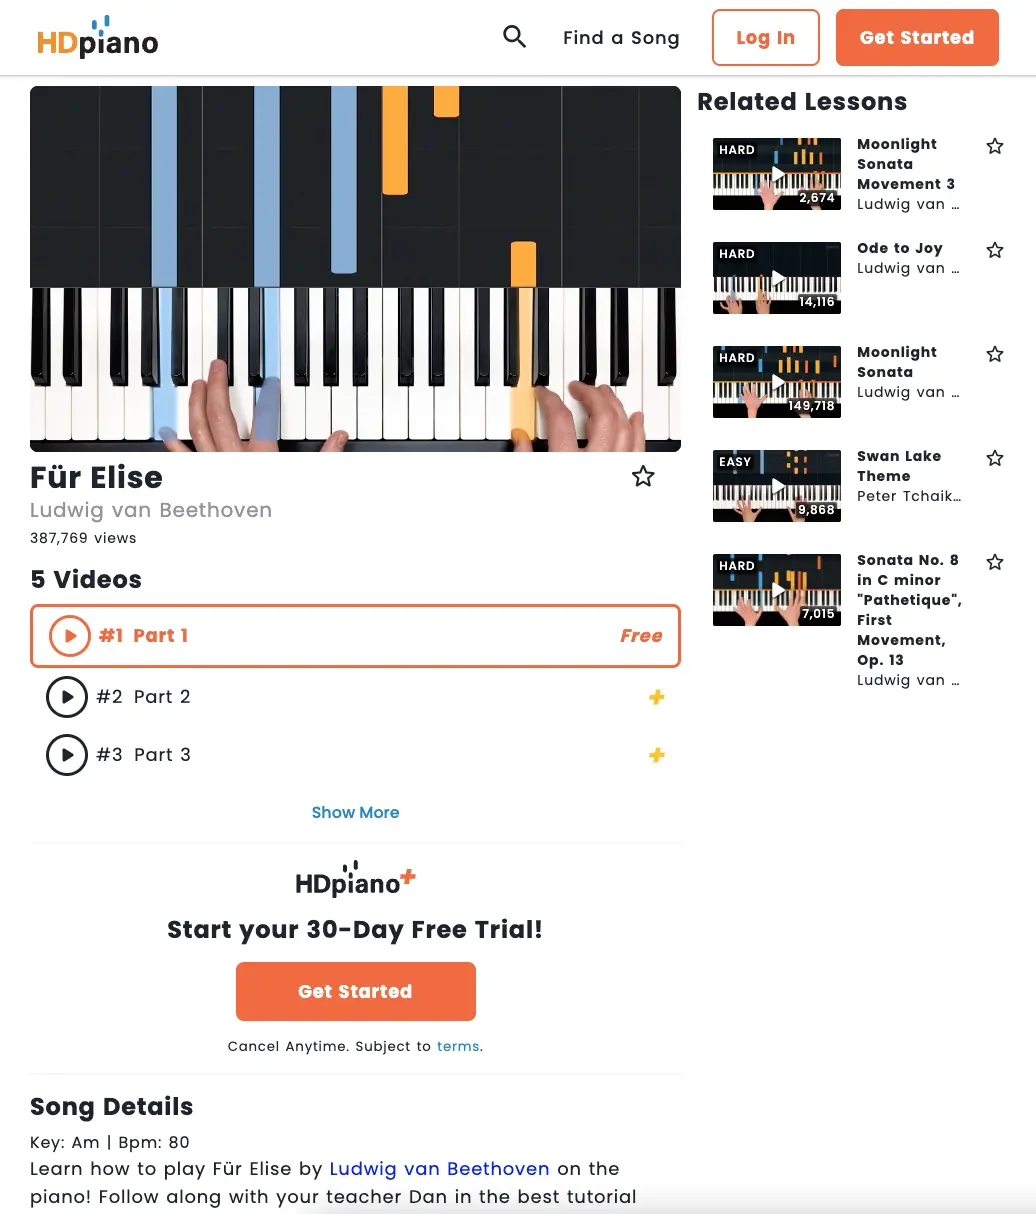 HDpiano
Find a Song
Log In
Get Started
Für Elise
Ludwig van Beethoven
387,769 views
5 Videos
#1 Part 1
Free
#2 Part 2
#3 Part 3
Show More
HDpiano+
Start your 30-Day Free Trial!
Get Started
Cancel Anytime. Subject to terms.
Song Details
Key: Am | Bpm: 80
Learn how to play Für Elise by Ludwig van Beethoven on the
piano! Follow along with your teacher Dan in the best tutorial
Related Lessons
HARD
2,674
Moonlight
Sonata
Movement 3
Ludwig van …
HARD
14,116
Ode to Joy
Ludwig van …
HARD
149,718
Moonlight
Sonata
Ludwig van …
EASY
9,868
Swan Lake
Theme
Peter Tchaik…
HARD
7,015
Sonata No. 8
in C minor
"Pathetique",
First
Movement,
Op. 13
Ludwig van …